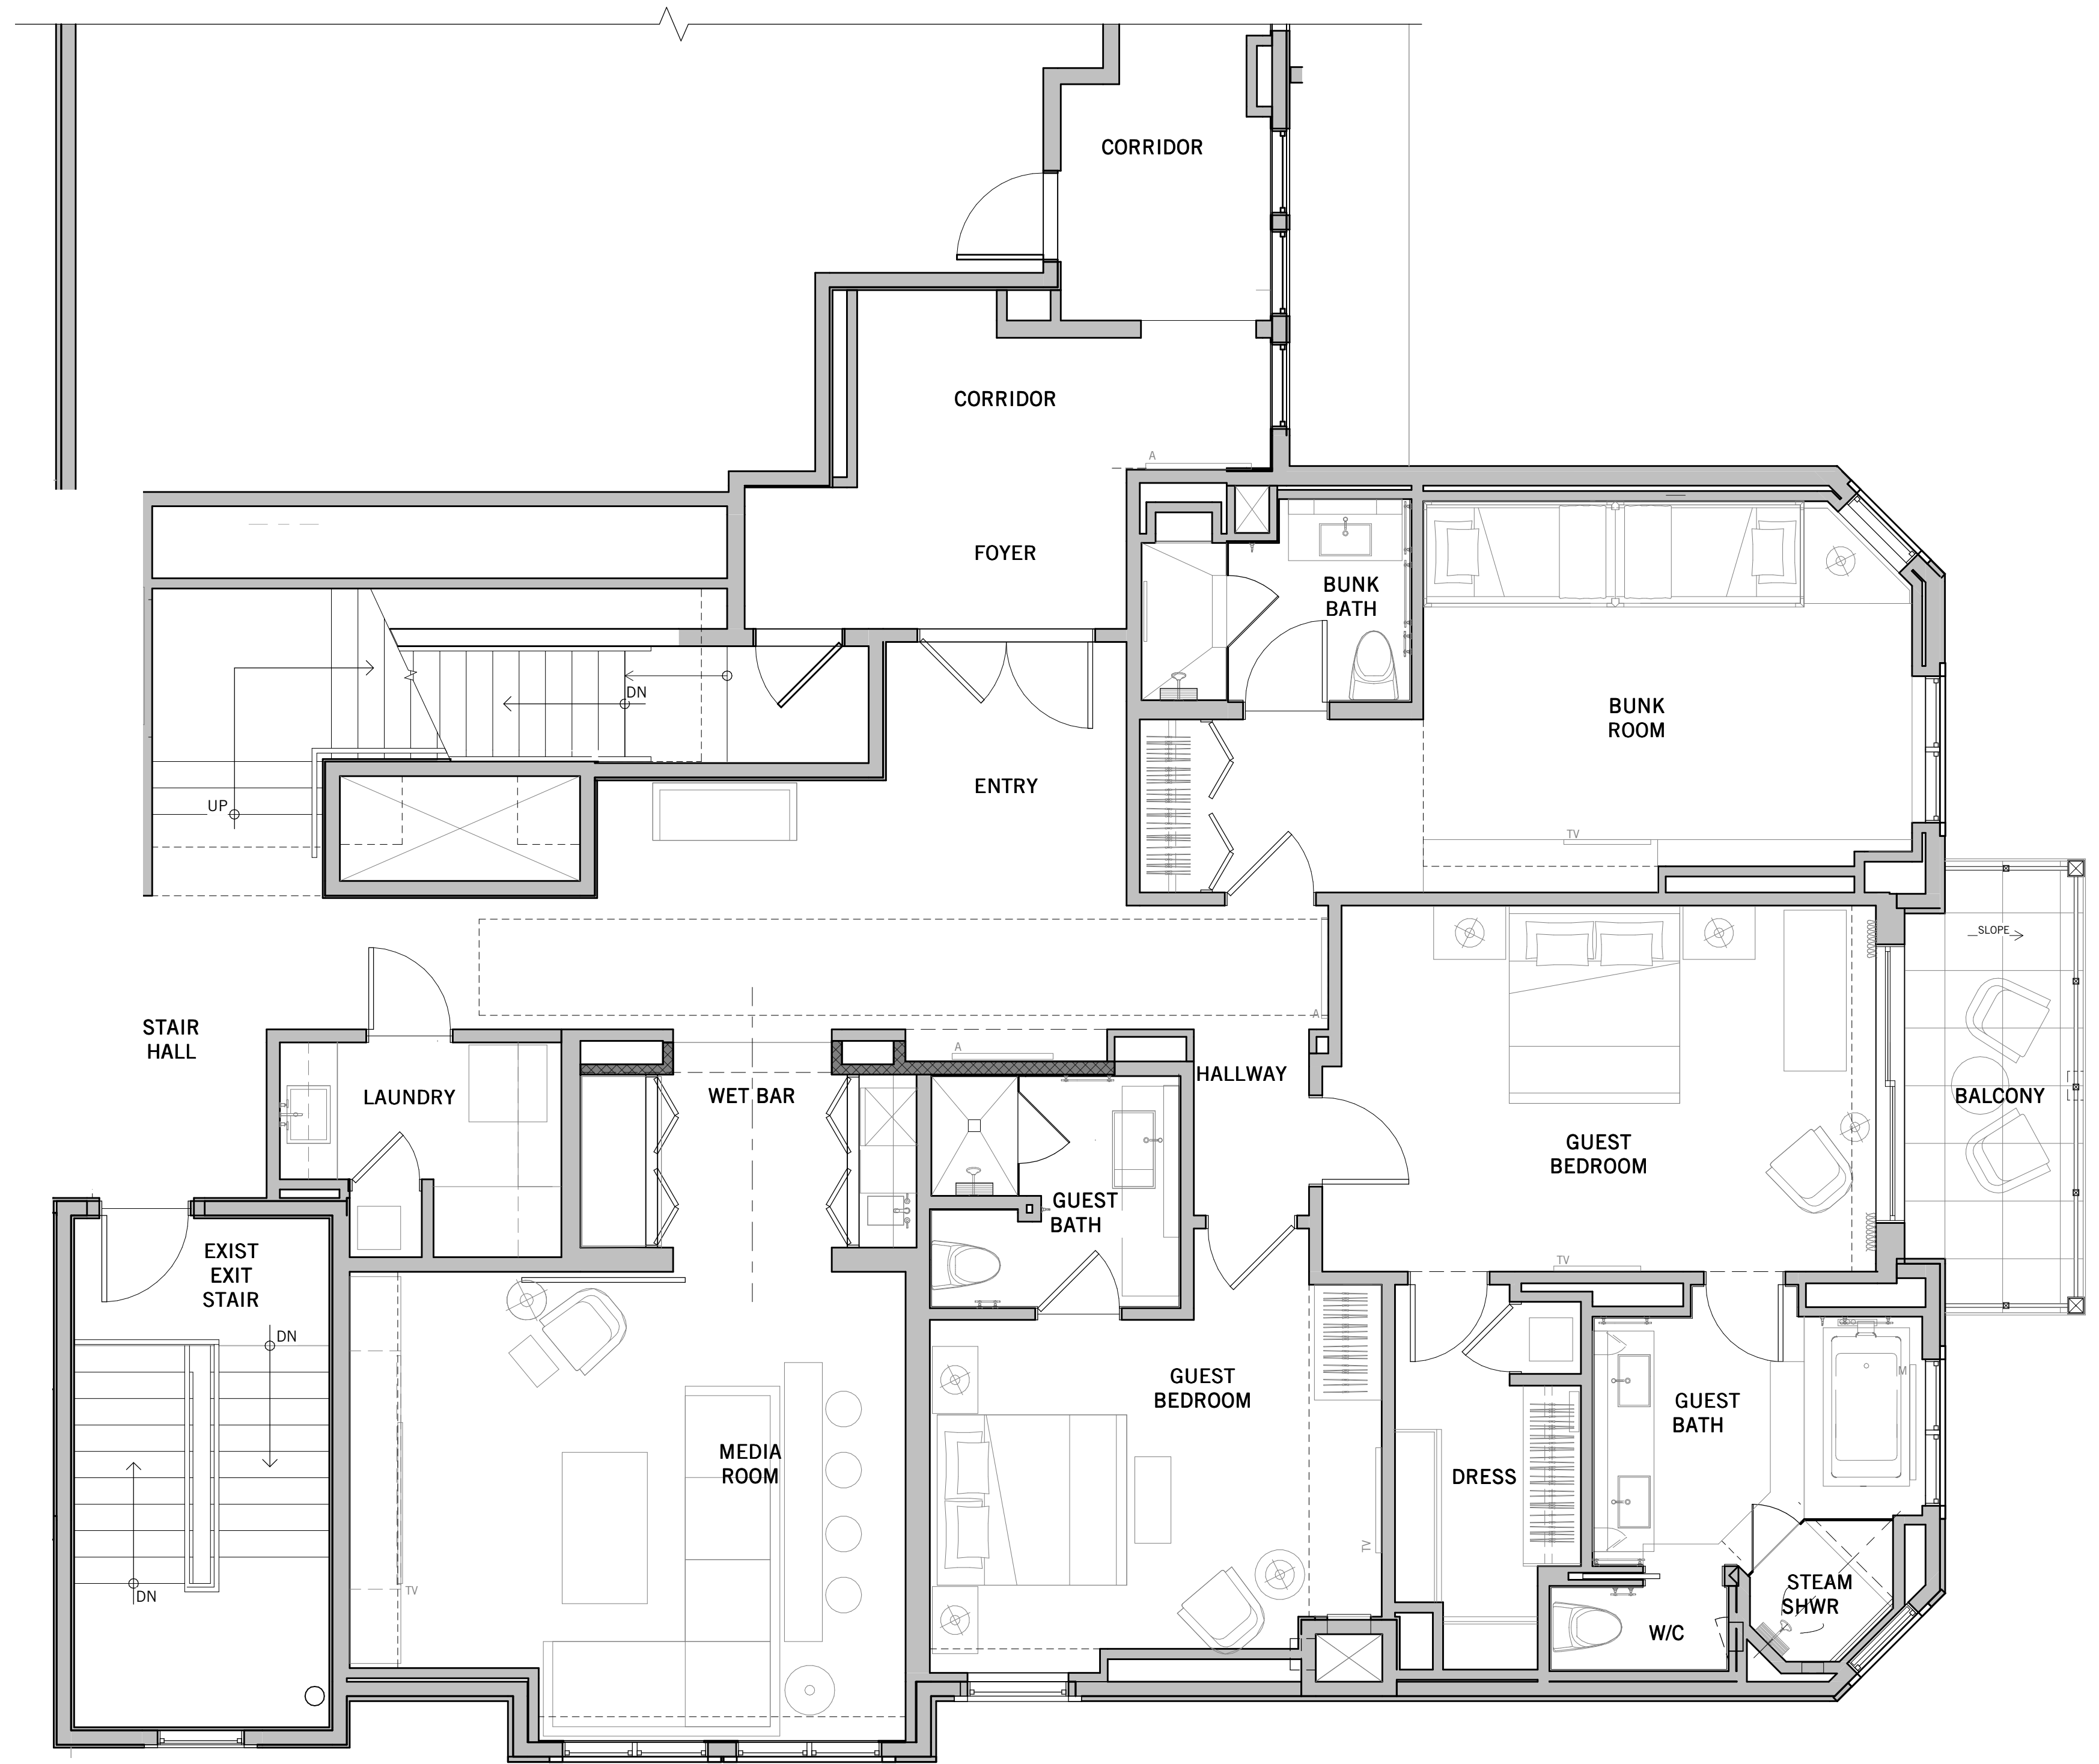 CORRIDOR
CORRIDOR
A
FOYER
BUNK
BATH
DN
BUNK
ROOM
ENTRY
UP
TV
SLOPE
A
STAIR
HALL
A
HALLWAY
LAUNDRY
WET BAR
BALCONY
GUEST
BEDROOM
GUEST
BATH
EXIST
EXIT
STAIR
TV
DN
GUEST
BEDROOM
M
GUEST
BATH
MEDIA
ROOM
DRESS
TV
TV
DN
STEAM
SHWR
W/C